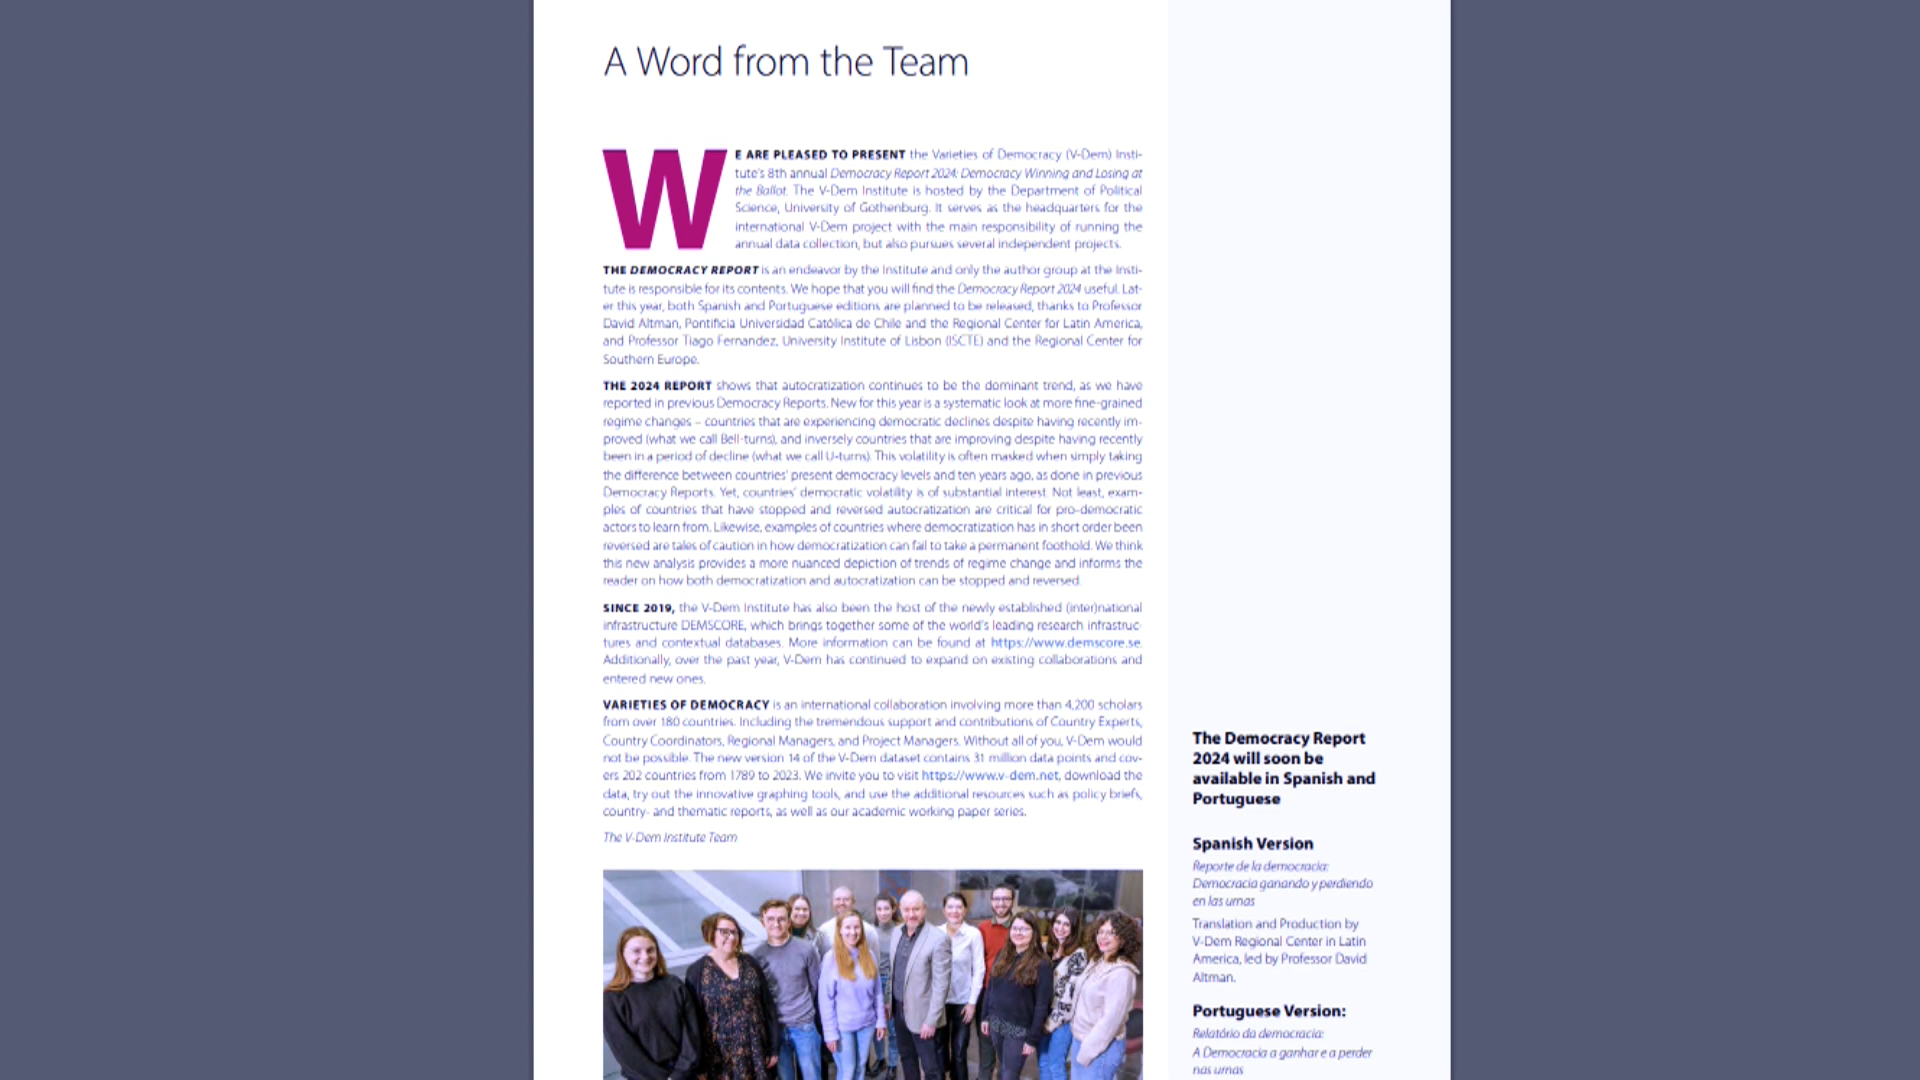 A Word from the Team
WE ARE PLEASED TO PRESENT the Varieties of Democracy (V-Dem) Insti-
tute's 8th annual Democracy Report 2024: Democracy Winning and Losing at
the Ballot. The V-Dem Institute is hosted by the Department of Political
Science, University of Gothenburg. It serves as the headquarters for the
international V-Dem project with the main responsibility of running the
annual data collection, but also pursues several independent projects.
THE DEMOCRACY REPORT is an endeavor by the Institute and only the author group at the Insti-
tute is responsible for its contents. We hope that you will find the Democracy Report 2024 useful. Lat-
er this year, both Spanish and Portuguese editions are planned to be released, thanks to Professor
David Altman, Pontificia Universidad Católica de Chile and the Regional Center for Latin America,
and Professor Tiago Fernandez, University Institute of Lisbon (ISCTE) and the Regional Center for
Southern Europe.
THE 2024 REPORT shows that autocratization continues to be the dominant trend, as we have
reported in previous Democracy Reports. New for this year is a systematic look at more fine-grained
regime changes – countries that are experiencing democratic declines despite having recently im-
proved (what we call Bell-turns), and inversely countries that are improving despite having recently
been in a period of decline (what we call U-turns). This volatility is often masked when simply taking
the difference between countries' present democracy levels and ten years ago, as done in previous
Democracy Reports. Yet, countries' democratic volatility is of substantial interest. Not least, exam-
ples of countries that have stopped and reversed autocratization are critical for pro-democratic
actors to learn from. Likewise, examples of countries where democratization has in short order been
reversed are tales of caution in how democratization can fail to take a permanent foothold. We think
this new analysis provides a more nuanced depiction of trends of regime change and informs the
reader on how both democratization and autocratization can be stopped and reversed.
SINCE 2019, the V-Dem Institute has also been the host of the newly established (inter)national
infrastructure DEMSCORE, which brings together some of the world's leading research infrastruc-
tures and contextual databases. More information can be found at https://www.demscore.se.
Additionally, over the past year, V-Dem has continued to expand on existing collaborations and
entered new ones.
VARIETIES OF DEMOCRACY is an international collaboration involving more than 4,200 scholars
from over 180 countries. Including the tremendous support and contributions of Country Experts,
Country Coordinators, Regional Managers, and Project Managers. Without all of you, V-Dem would
not be possible. The new version 14 of the V-Dem dataset contains 31 million data points and cov-
ers 202 countries from 1789 to 2023. We invite you to visit https://www.v-dem.net, download the
data, try out the innovative graphing tools, and use the additional resources such as policy briefs,
country- and thematic reports, as well as our academic working paper series.
The V-Dem Institute Team
The Democracy Report
2024 will soon be
available in Spanish and
Portuguese
Spanish Version
Reporte de la democracia:
Democracia ganando y perdiendo
en las urnas
Translation and Production by
V-Dem Regional Center in Latin
America, led by Professor David
Altman.
Portuguese Version:
Relatório da democracia:
A Democracia a ganhar e a perder
nas urnas